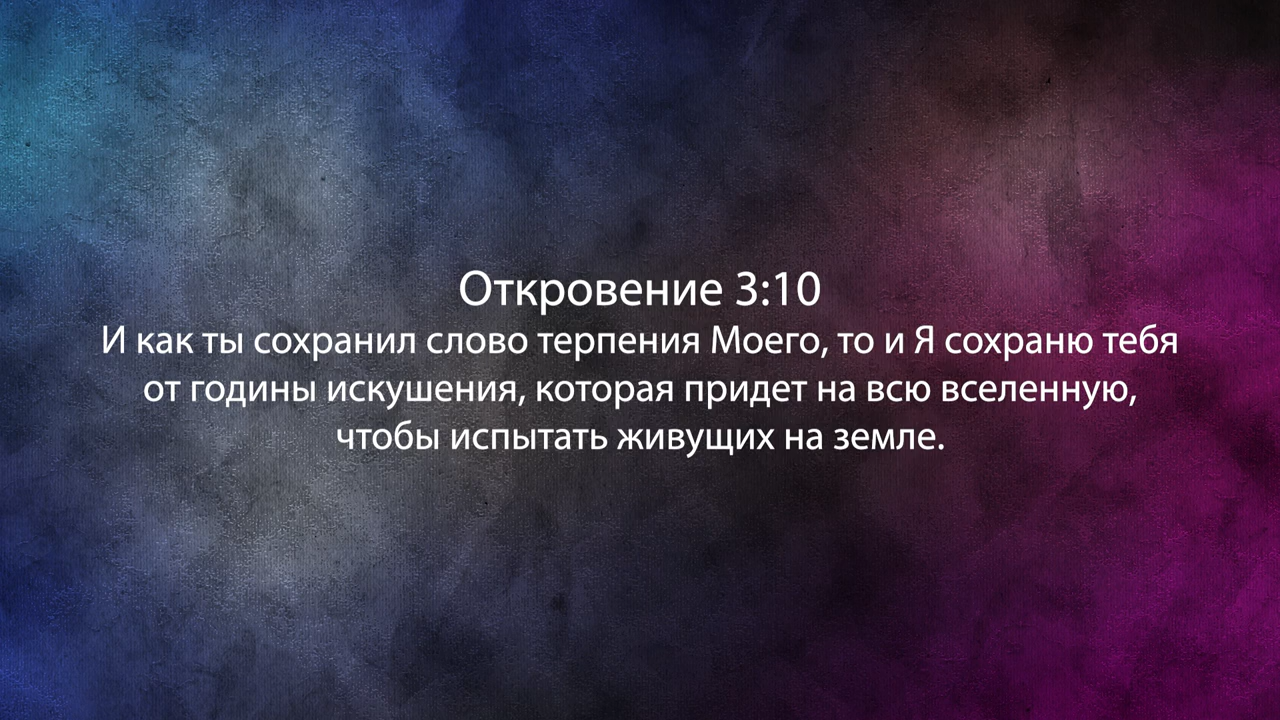 Откровение 3:10
И как ты сохранил слово терпения Моего, то и Я сохраню тебя
от годины искушения, которая придет на всю вселенную,
чтобы испытать живущих на земле.